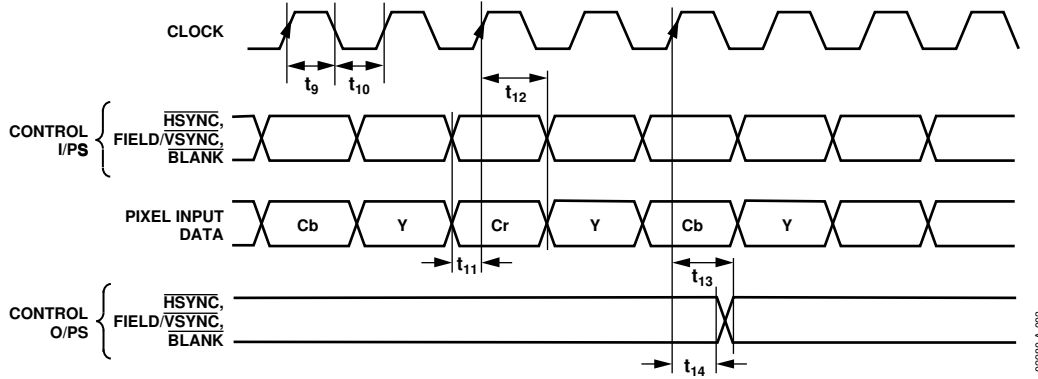 CLOCK
t9
t10
t12
CONTROL
I/PS
HSYNC,
FIELD/VSYNC,
BLANK
PIXEL INPUT
DATA
Cb
Y
Cr
Y
Cb
Y
t11
t13
CONTROL
O/PS
HSYNC,
FIELD/VSYNC,
BLANK
t14